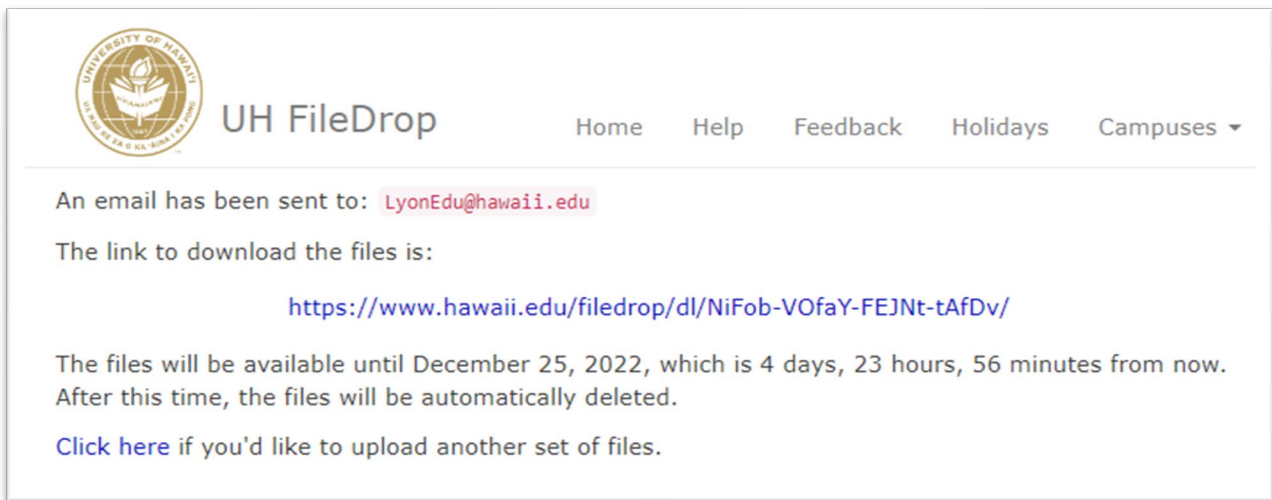 UNIVERSITY OF HAWAI'I
UH FileDrop
Home Help Feedback Holidays Campuses
An email has been sent to: LyonEdu@hawaii.edu
The link to download the files is:
https://www.hawaii.edu/filedrop/dl/NiFob-VOfaY-FEJNt-tAfDv/
The files will be available until December 25, 2022, which is 4 days, 23 hours, 56 minutes from now.
After this time, the files will be automatically deleted.
Click here if you'd like to upload another set of files.